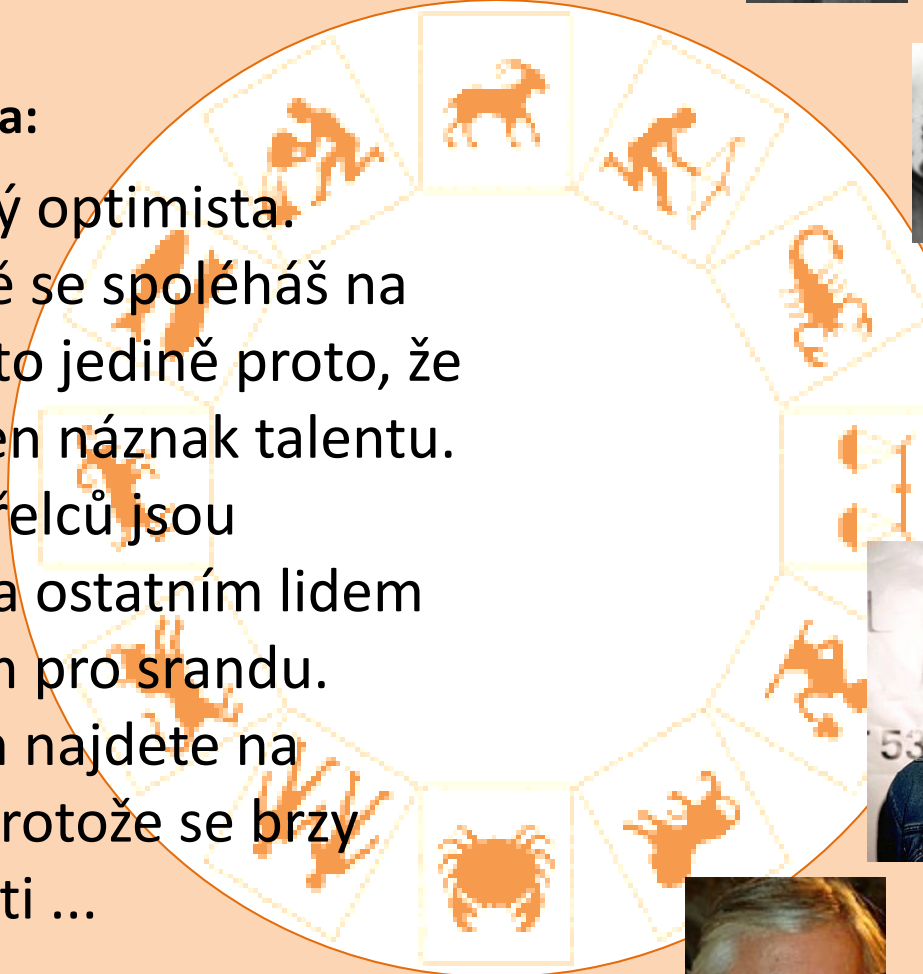 a:
ý optimista.
ě se spoléháš na
to jedině proto, že
en náznak talentu.
řelců jsou
a ostatním lidem
m pro srandu.
najdete na
rotože se brzy
ti ...
53